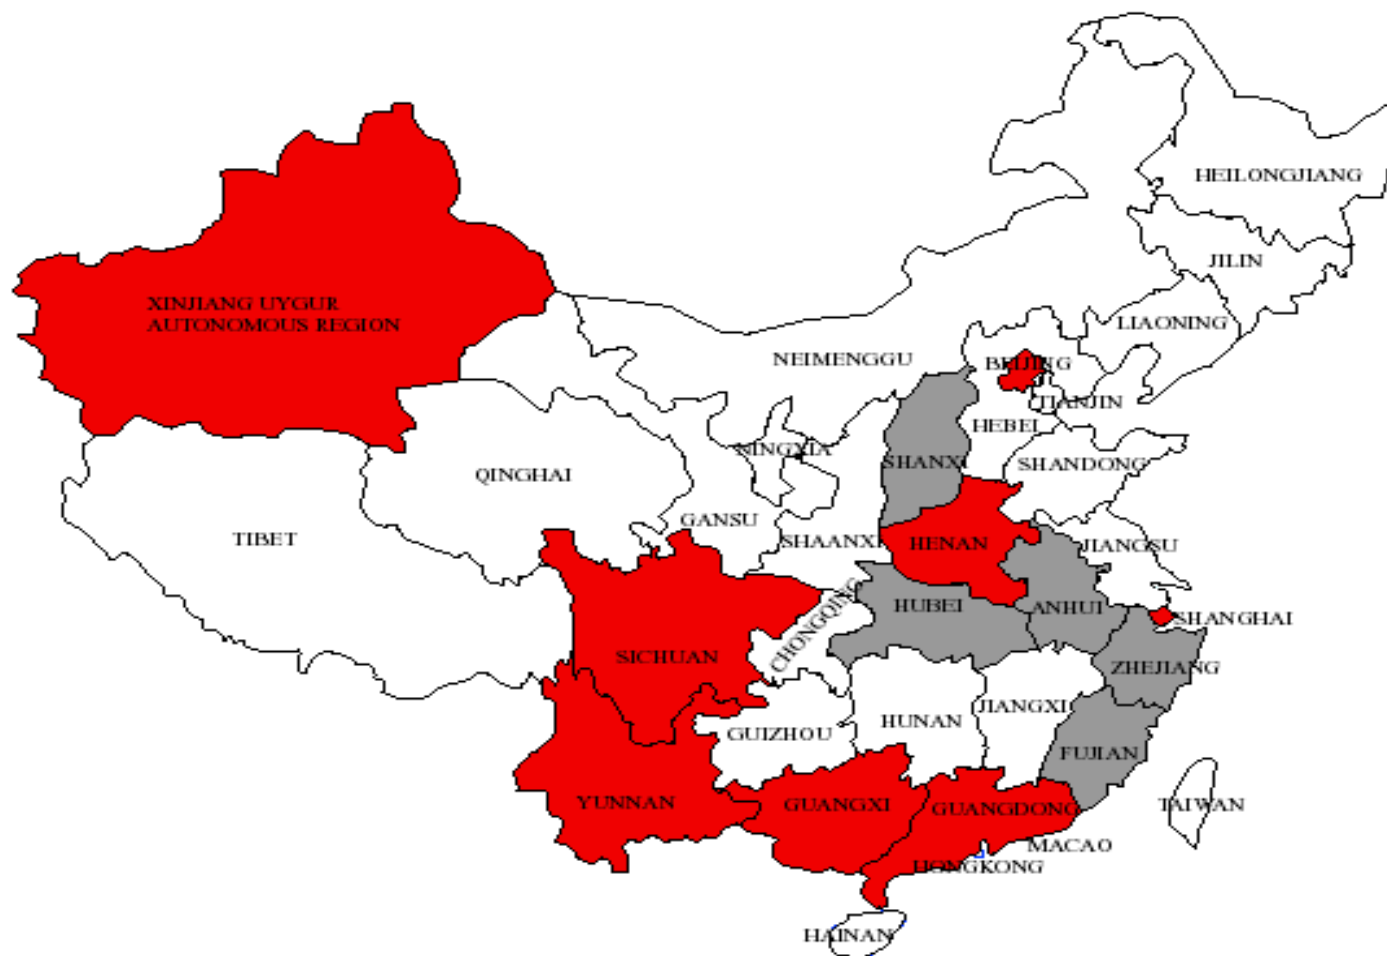 HEILONGJIANG
JILIN
XINJIANG UYGUR
AUTONOMOUS REGION
LIAONING
NEIMENGGU
BEIJING
TIANJIN
HEBEI
NINGXIA
SHANXI
SHANDONG
QINGHAI
GANSU
TIBET
SHAANXI
HENAN
JIANGSU
CHONGQING
HUBEI
ANHUI
SHANGHAI
SICHUAN
ZHEJIANG
JIANGXI
HUNAN
GUIZHOU
FUJIAN
YUNNAN
GUANGXI
GUANGDONG
TAIWAN
MACAO
HONGKONG
HAINAN